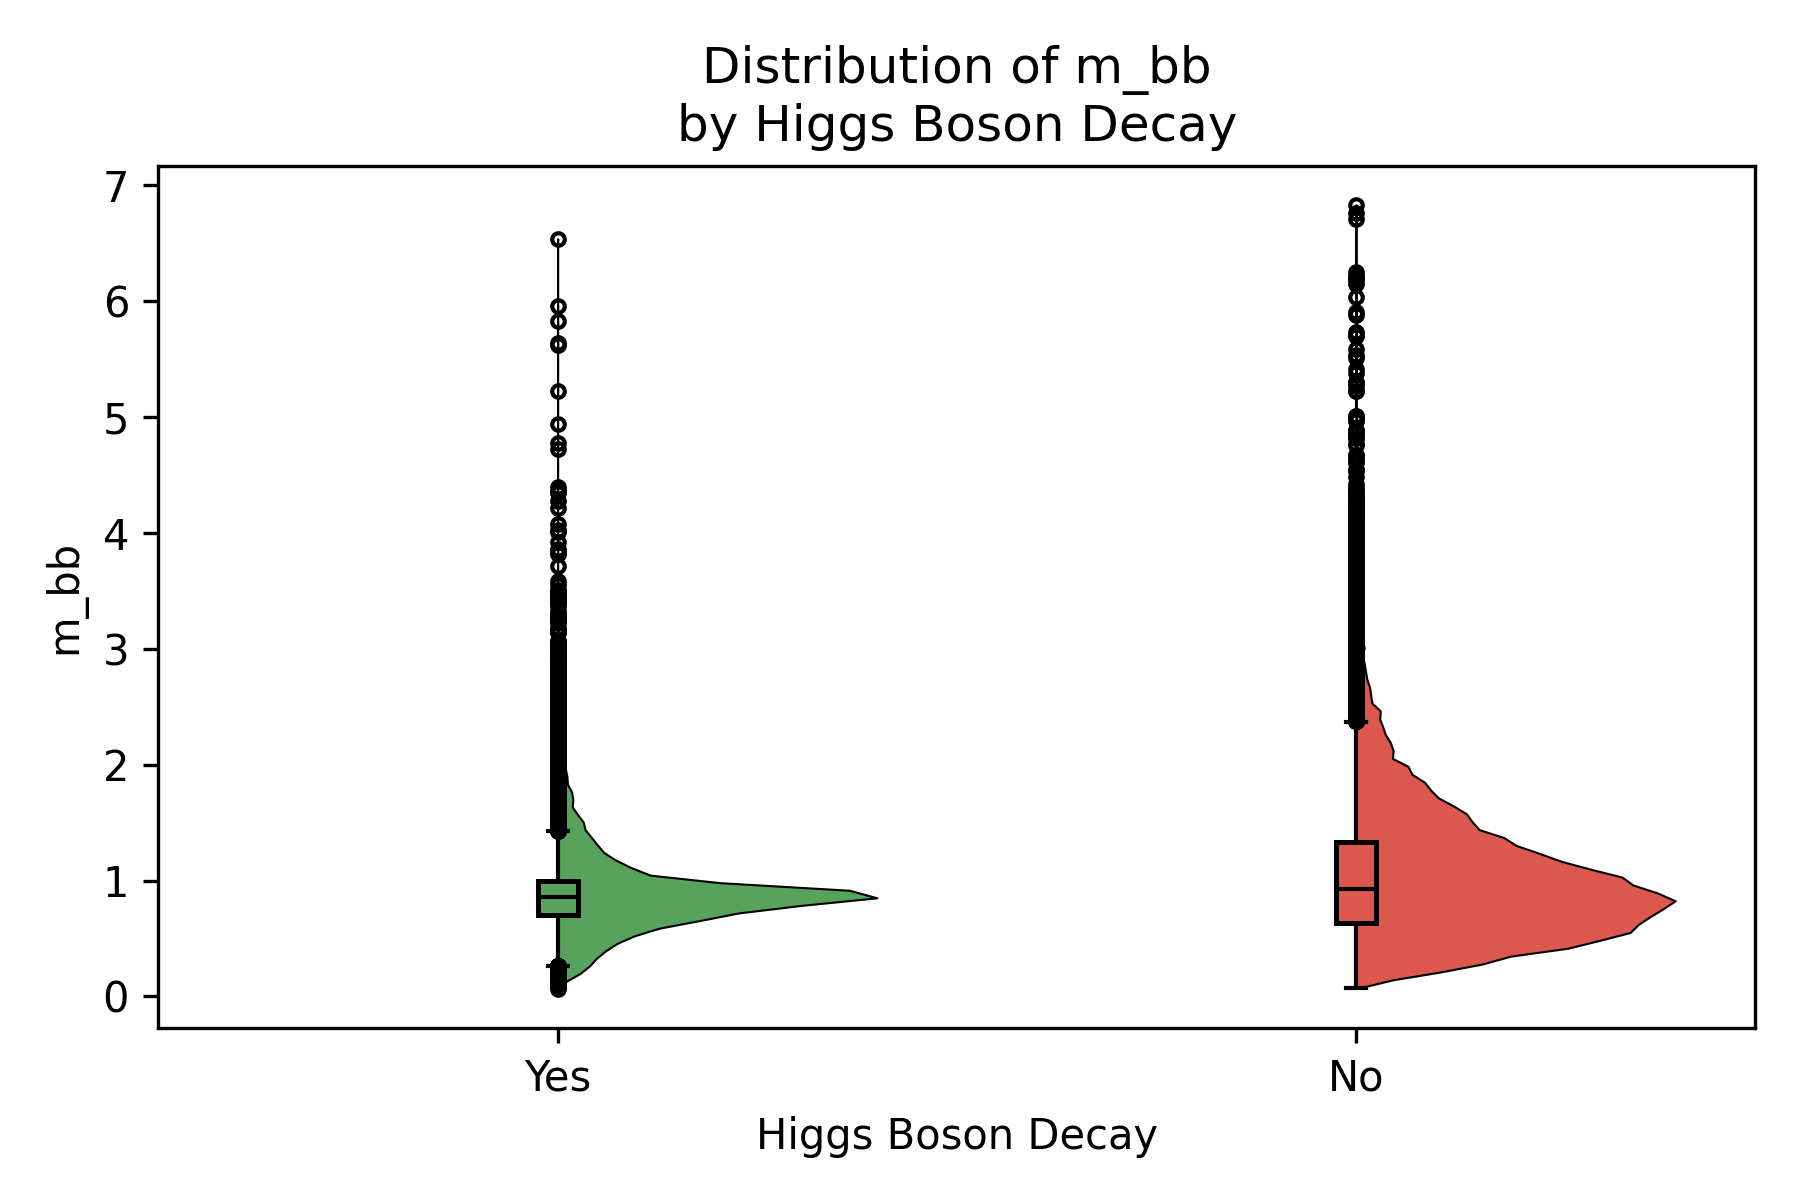 Distribution of m_bb
by Higgs Boson Decay
7
6
5
4
3
2
1
0
m_bb
Yes
No
Higgs Boson Decay